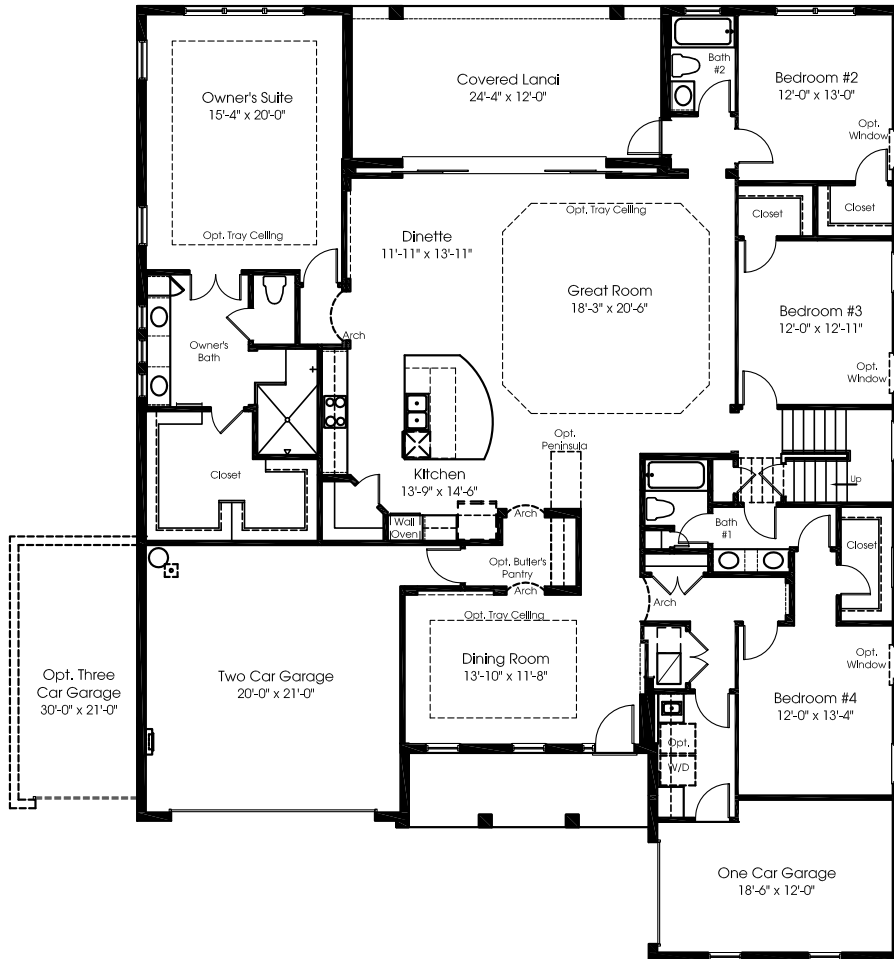 Covered Lanai
24'-4" x 12'-0"
Bath
#2
Bedroom #2
12'-0" x 13'-0"
Opt.
Window
Owner's Suite
15'-4" x 20'-0"
Opt. Tray Ceiling
Closet
Closet
Opt. Tray Ceiling
Dinette
11'-11" x 13'-11"
Great Room
18'-3" x 20'-6"
Bedroom #3
12'-0" x 12'-11"
Opt.
Window
Owner's
Bath
Arch
Opt.
Peninsula
Closet
Kitchen
13'-9" x 14'-6"
Up
Wall
Oven
Arch
Bath
#1
Closet
Opt. Butler's
Pantry
Arch
Arch
Opt. Tray Ceiling
Dining Room
13'-10" x 11'-8"
Opt.
Window
Opt. Three
Car Garage
30'-0" x 21'-0"
Two Car Garage
20'-0" x 21'-0"
Bedroom #4
12'-0" x 13'-4"
Opt.
W/D
One Car Garage
18'-6" x 12'-0"